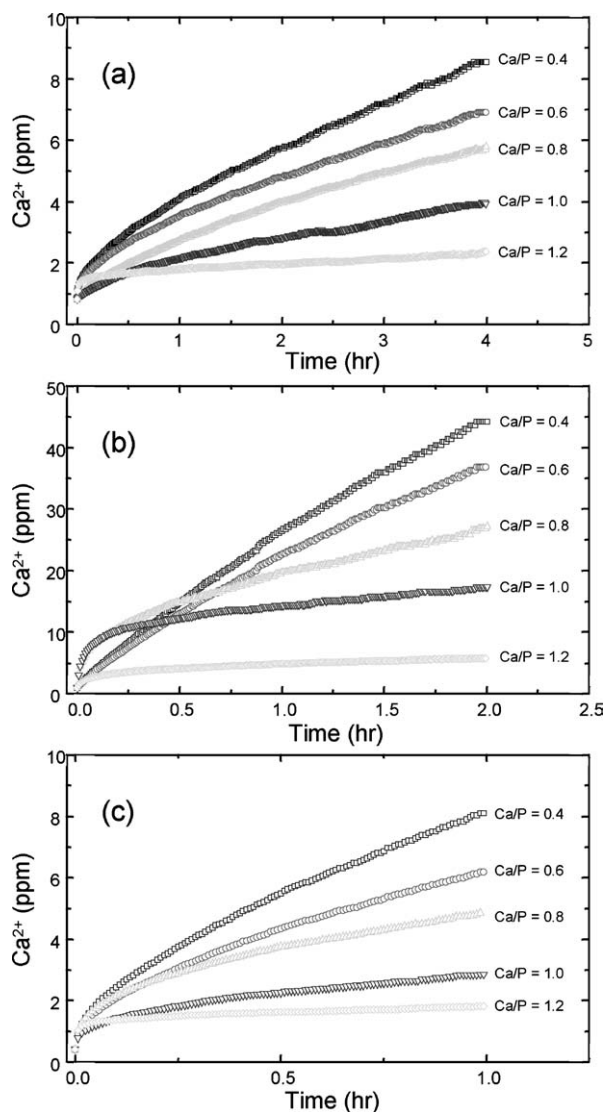 (a)
10
8
6
4
2
0
Ca²⁺ (ppm)
Ca/P = 0.4
Ca/P = 0.6
Ca/P = 0.8
Ca/P = 1.0
Ca/P = 1.2
0 1 2 3 4 5
Time (hr)
(b)
50
40
30
20
10
0
Ca²⁺ (ppm)
Ca/P = 0.4
Ca/P = 0.6
Ca/P = 0.8
Ca/P = 1.0
Ca/P = 1.2
0.0 0.5 1.0 1.5 2.0 2.5
Time (hr)
(c)
10
8
6
4
2
0
Ca²⁺ (ppm)
Ca/P = 0.4
Ca/P = 0.6
Ca/P = 0.8
Ca/P = 1.0
Ca/P = 1.2
0.0 0.5 1.0
Time (hr)